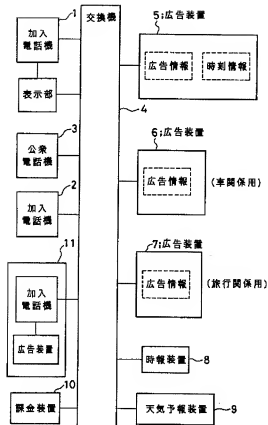 交換機
1
加入
電話機
表示部
3
公衆
電話機
2
加入
電話機
11
加入
電話機
広告装置
10
課金装置
4
5;広告装置
広告情報
時刻情報
6;広告装置
広告情報
(車関係用)
7;広告装置
広告情報
(旅行関係用)
時報装置
8
天気予報装置
9